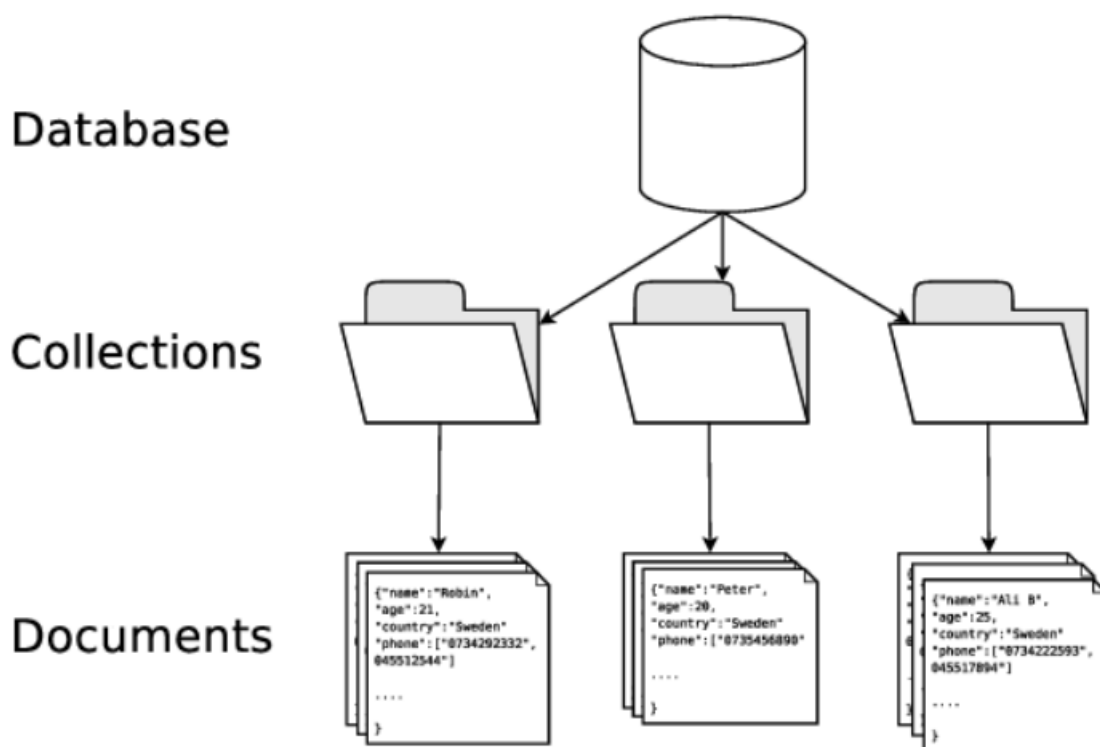 Database
Collections
Documents
{"name":"Robin",
"age":21,
"country":"Sweden"
"phone":["0734292332",
045512544"]
....
}
{"name":"Peter",
"age":20,
"country":"Sweden"
"phone":["0735456890"
....
}
{"name":"Ali B",
"age":25,
"country":"Sweden"
"phone":["0734222593",
045517894"]
....
}